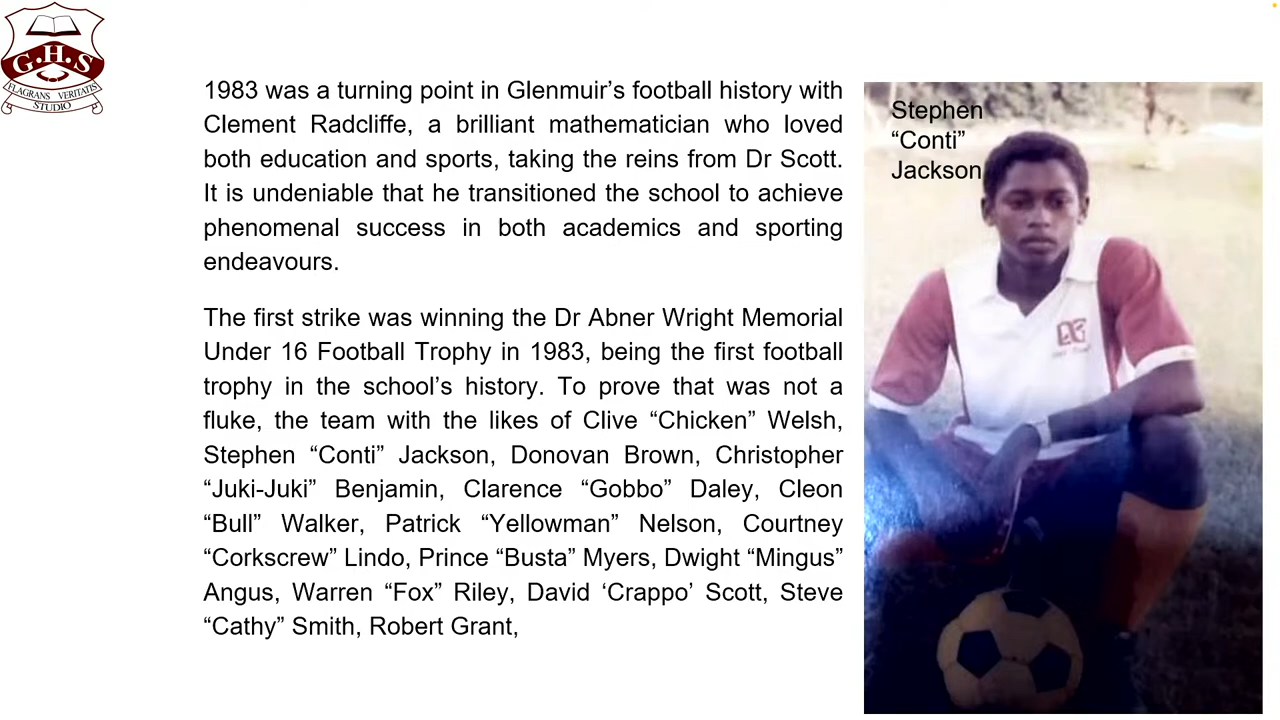 G.H.S
FLAGRANS VERITATIS
STUDIO
1983 was a turning point in Glenmuir’s football history with
Clement Radcliffe, a brilliant mathematician who loved
both education and sports, taking the reins from Dr Scott.
It is undeniable that he transitioned the school to achieve
phenomenal success in both academics and sporting
endeavours.
The first strike was winning the Dr Abner Wright Memorial
Under 16 Football Trophy in 1983, being the first football
trophy in the school’s history. To prove that was not a
fluke, the team with the likes of Clive “Chicken” Welsh,
Stephen “Conti” Jackson, Donovan Brown, Christopher
“Juki-Juki” Benjamin, Clarence “Gobbo” Daley, Cleon
“Bull” Walker, Patrick “Yellowman” Nelson, Courtney
“Corkscrew” Lindo, Prince “Busta” Myers, Dwight “Mingus”
Angus, Warren “Fox” Riley, David ‘Crappo’ Scott, Steve
“Cathy” Smith, Robert Grant,
Stephen
“Conti”
Jackson